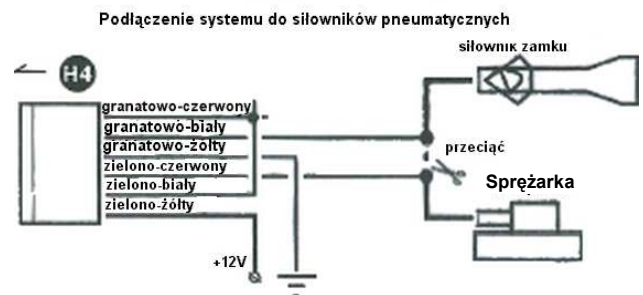 Podłączenie systemu do siłowników pneumatycznych
siłownik zamku
H4
granatowo-czerwony
granatowo-biały
granatowo-żółty
zielono-czerwony
zielono-biały
zielono-żółty
przeciąć
Sprężarka
+12V